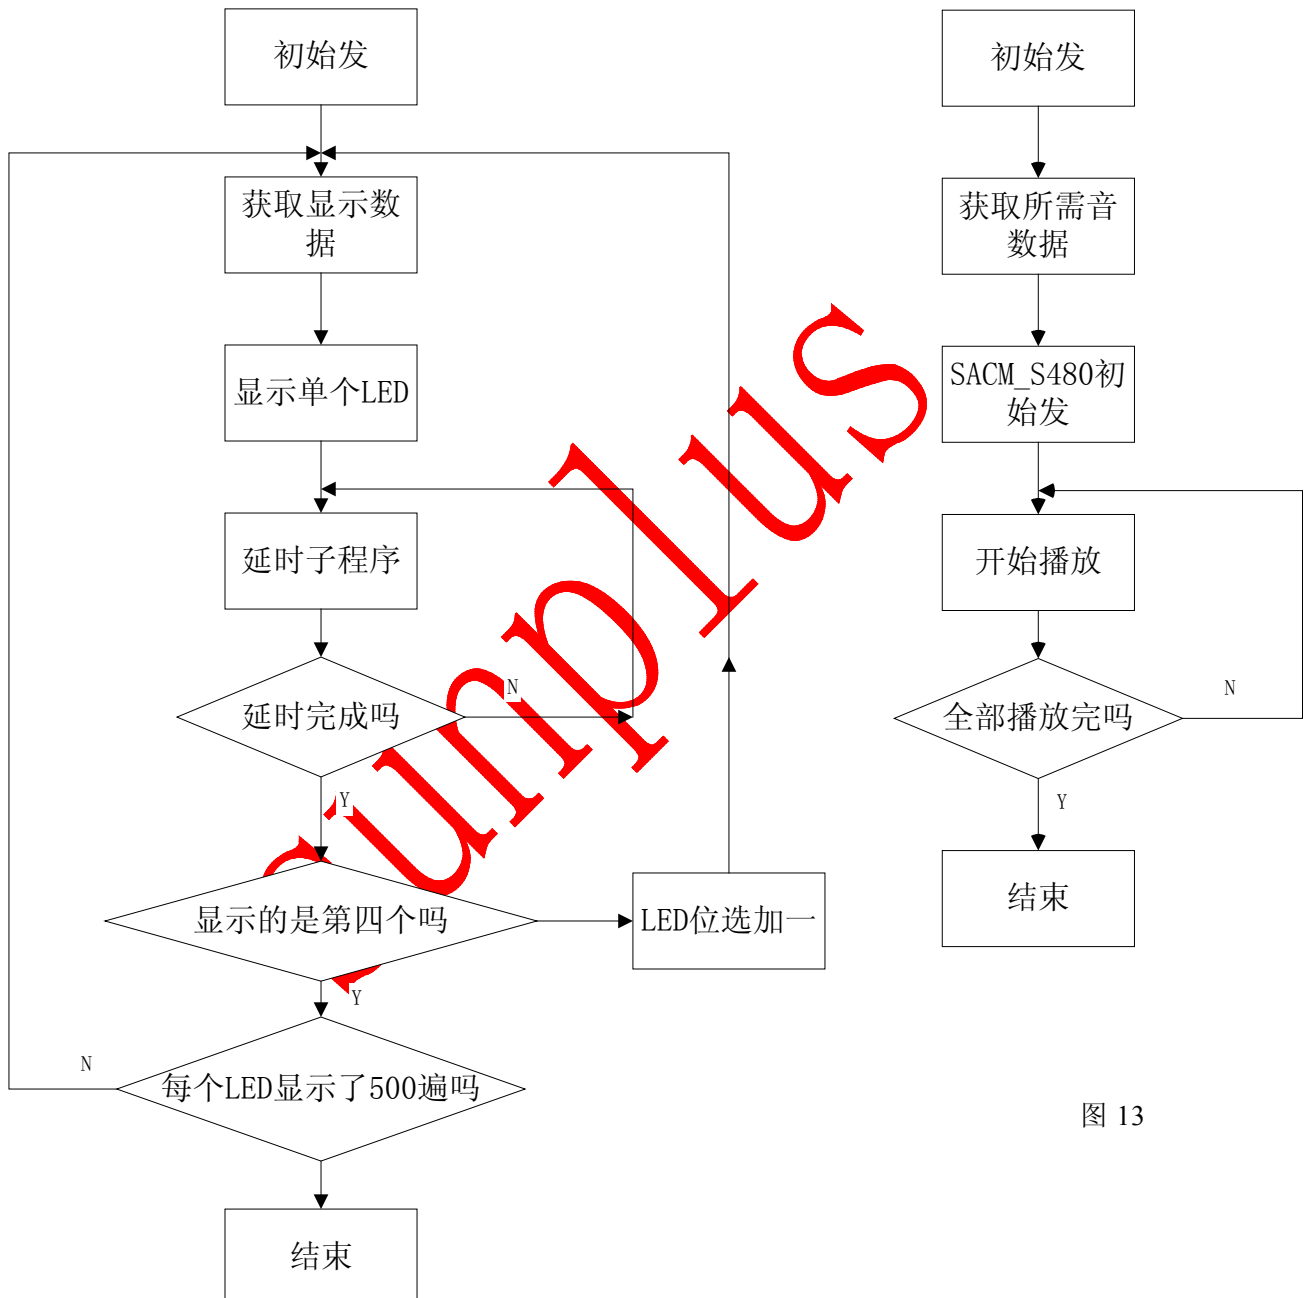 初始发
获取显示数
据
显示单个LED
延时子程序
延时完成吗
N
Y
显示的是第四个吗
LED位选加一
Y
每个LED显示了500遍吗
N
结束
初始发
获取所需音
数据
SACM_S480初
始发
开始播放
全部播放完吗
N
Y
结束
图 13
Sunplus